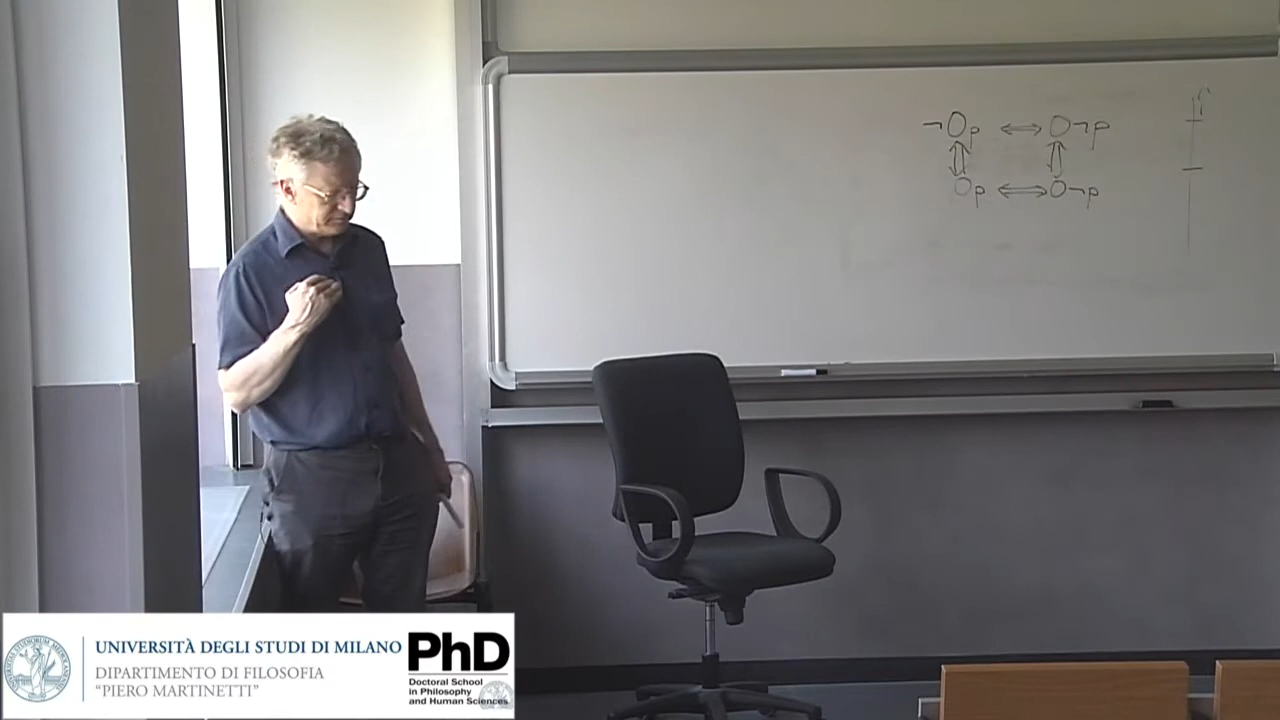 ¬Op ⇔ O¬p
⇕ ⇕
Op ⇔ O¬p
UNIVERSITÀ DEGLI STUDI DI MILANO
DIPARTIMENTO DI FILOSOFIA
“PIERO MARTINETTI”
PhD
Doctoral School
in Philosophy
and Human Sciences